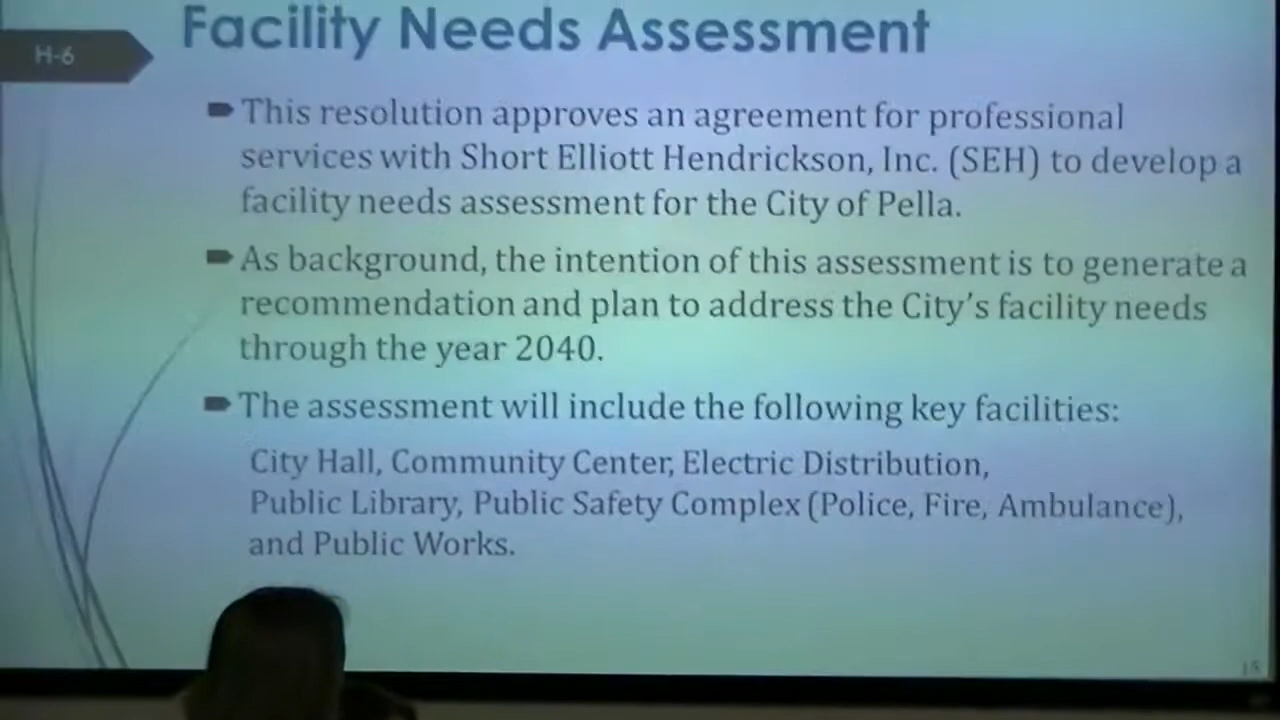 Facility Needs Assessment
H-6
This resolution approves an agreement for professional
services with Short Elliott Hendrickson, Inc. (SEH) to develop a
facility needs assessment for the City of Pella.
As background, the intention of this assessment is to generate a
recommendation and plan to address the City's facility needs
through the year 2040.
The assessment will include the following key facilities:
City Hall, Community Center, Electric Distribution,
Public Library, Public Safety Complex (Police, Fire, Ambulance),
and Public Works.